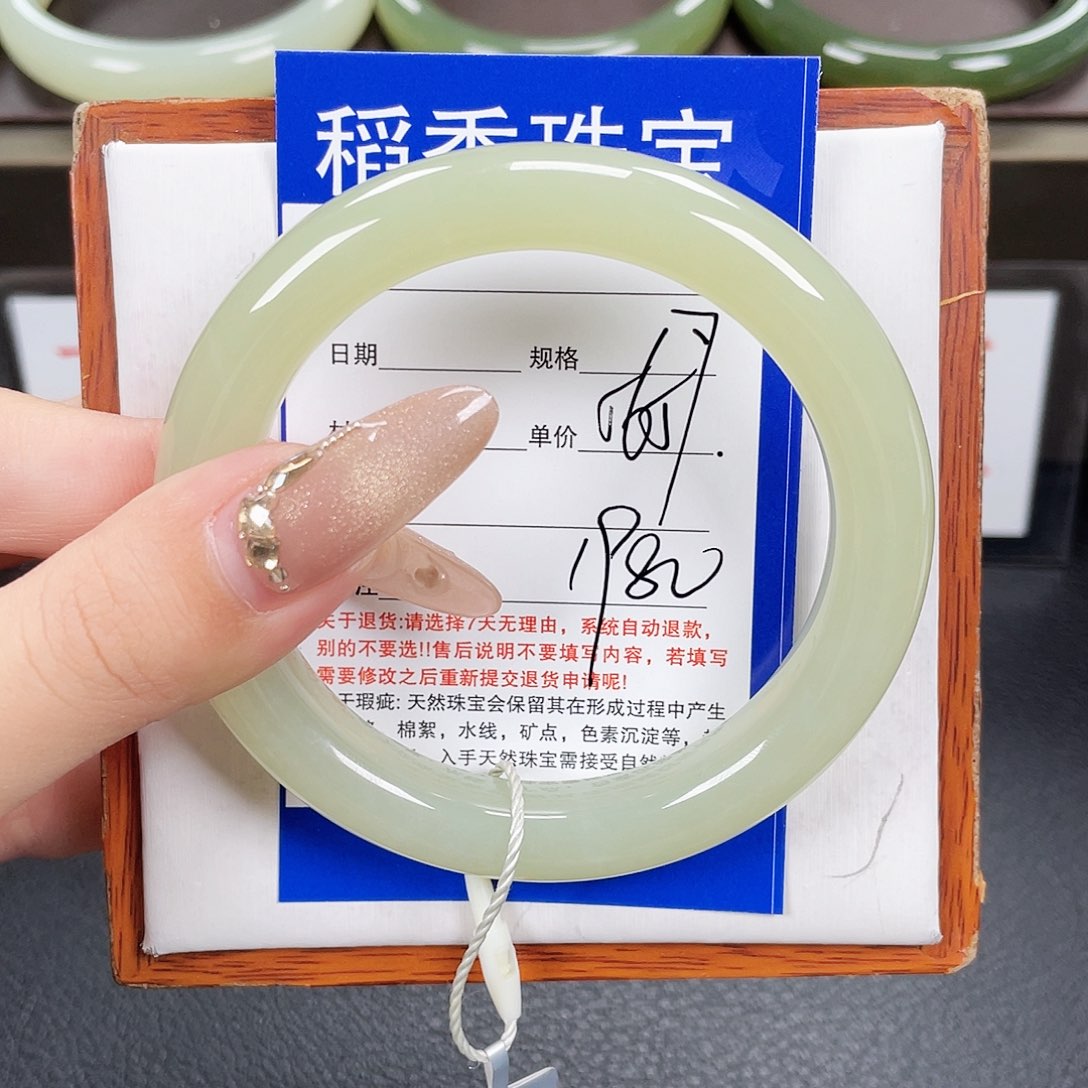 稻香珠宝
日期 规格
单价
1980
关于退货:请选择7天无理由，系统自动退款，
别的不要选!!售后说明不要填写内容，若填写
需要修改之后重新提交退货申请呢!
于瑕疵: 天然珠宝会保留其在形成过程中产生
棉絮，水线，矿点，色素沉淀等，
入手天然珠宝需接受自然